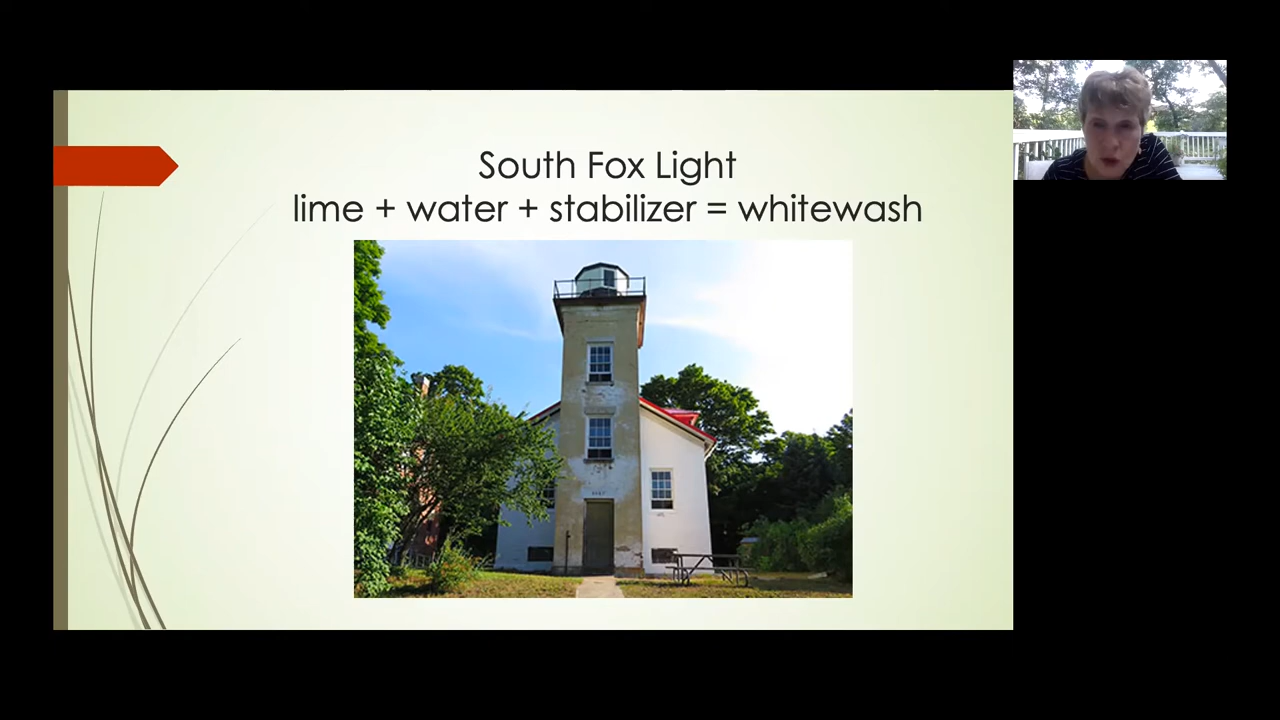 South Fox Light
lime + water + stabilizer = whitewash